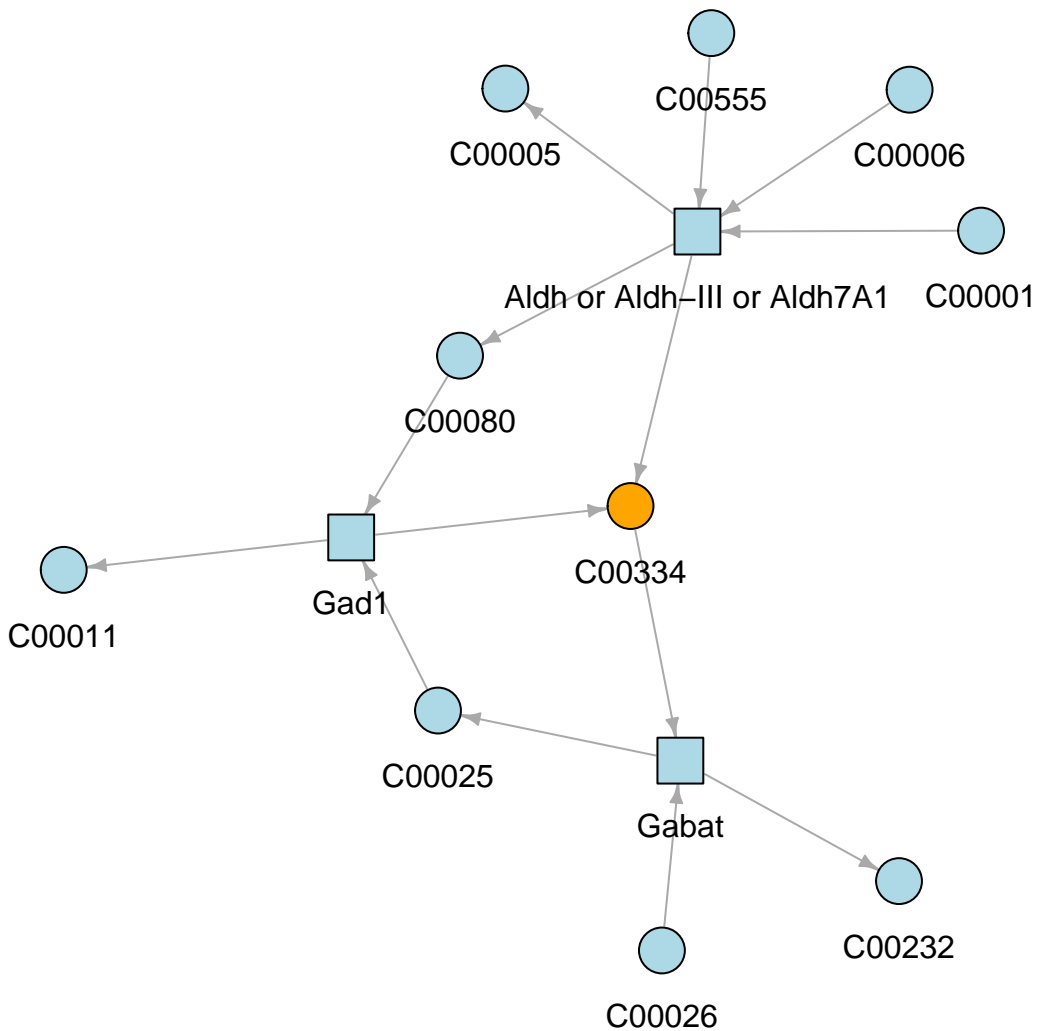 C00555
C00005
C00006
Aldh or Aldh–III or Aldh7A1
C00001
C00080
C00334
Gad1
C00011
C00025
Gabat
C00232
C00026